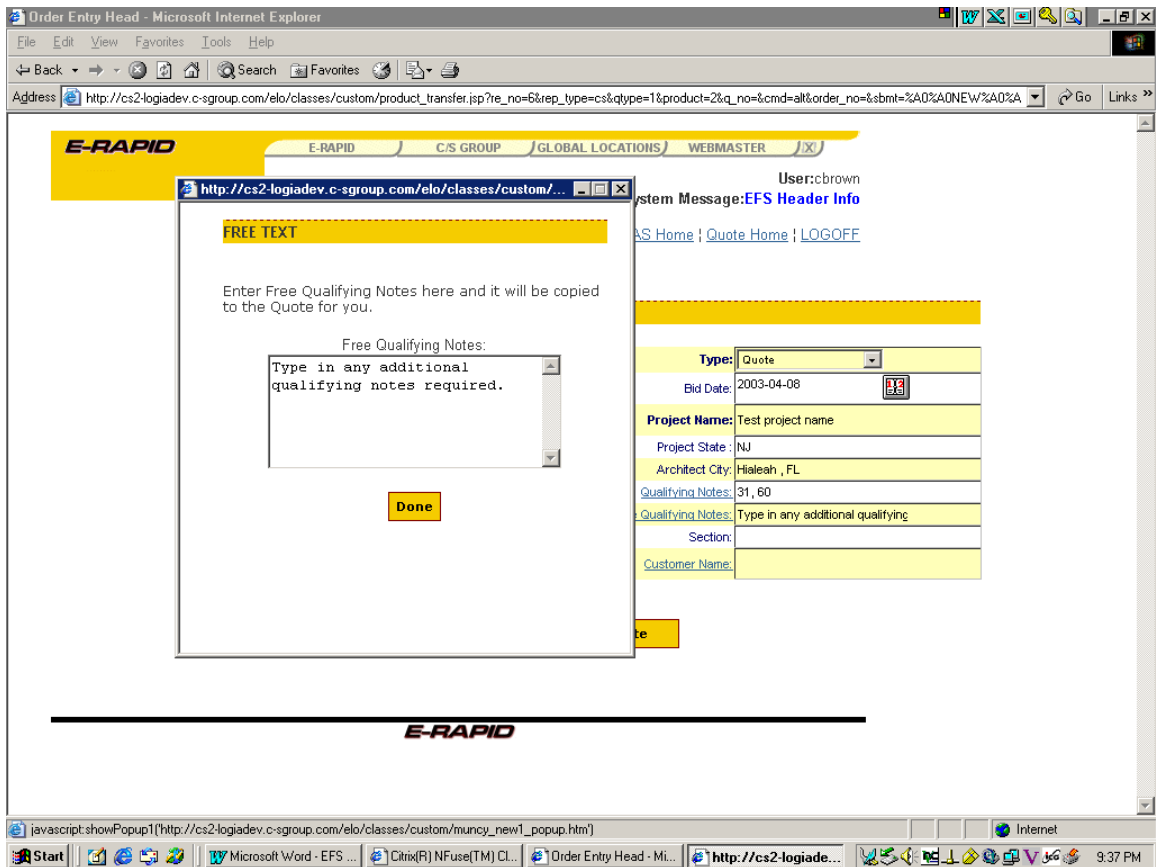 Order Entry Head - Microsoft Internet Explorer
File Edit View Favorites Tools Help
Back Search Favorites
Address http://cs2-logiadev.c-sgroup.com/elo/classes/custom/product_transfer.jsp?re_no=6&rep_type=cs&qtype=1&product=2&q_no=&cmd=alt&order_no=&sbmt=%A0%A0NEW%A0%A Go Links »
E-RAPID E-RAPID C/S GROUP GLOBAL LOCATIONS WEBMASTER [X]
User:cbrown
ystem Message:EFS Header Info
AS Home ¦ Quote Home ¦ LOGOFF
http://cs2-logiadev.c-sgroup.com/elo/classes/custom/...
FREE TEXT
Enter Free Qualifying Notes here and it will be copied
to the Quote for you.
Free Qualifying Notes:
Type in any additional
qualifying notes required.
Done
Type: Quote
Bid Date: 2003-04-08
Project Name: Test project name
Project State : NJ
Architect City: Hialeah , FL
Qualifying Notes: 31, 60
Qualifying Notes: Type in any additional qualifying
Section:
Customer Name:
te
E-RAPID
javascript:showPopup1('http://cs2-logiadev.c-sgroup.com/elo/classes/custom/muncy_new1_popup.htm') Internet
Start Microsoft Word - EFS ... Citrix(R) NFuse(TM) Cl... Order Entry Head - Mi... http://cs2-logiade... 9:37 PM